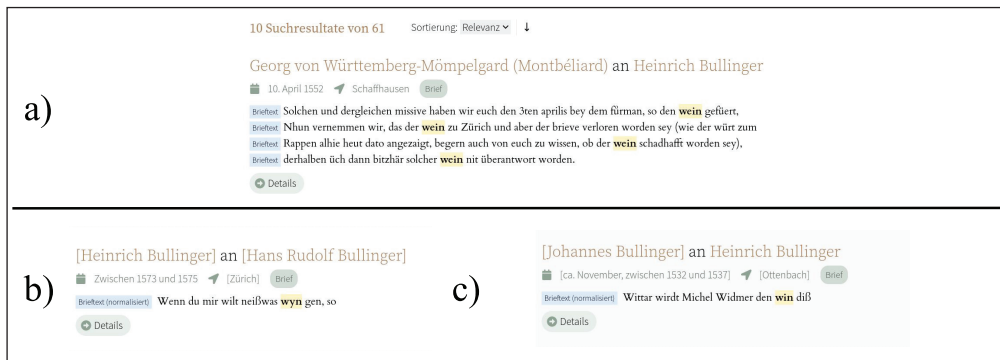 10 Suchresultate von 61 Sortierung: Relevanz ↓
a)
Georg von Württemberg-Mömpelgard (Montbéliard) an Heinrich Bullinger
10. April 1552 Schaffhausen Brief
Brieftext Solchen und dergleichen missive haben wir euch den 3ten aprilis bey dem fůrman, so den wein gefüert,
Brieftext Nhun vernemmen wir, das der wein zu Zürich und aber der brieve verloren worden sey (wie der würt zum
Brieftext Rappen alhie heut dato angezaigt, begern auch von euch zu wissen, ob der wein schadhafft worden sey),
Brieftext derhalben üch dann bitzhär solcher wein nit überantwort worden.
Details
b)
[Heinrich Bullinger] an [Hans Rudolf Bullinger]
Zwischen 1573 und 1575 [Zürich] Brief
Brieftext (normalisiert) Wenn du mir wilt neißwas wyn gen, so
Details
c)
[Johannes Bullinger] an Heinrich Bullinger
[ca. November, zwischen 1532 und 1537] [Ottenbach] Brief
Brieftext (normalisiert) Wittar wirdt Michel Widmer den win diß
Details